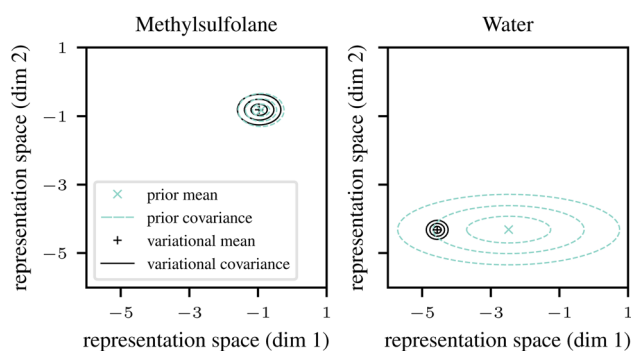 Methylsulfolane
Water
representation space (dim 2)
1
−1
−3
−5
prior mean
prior covariance
variational mean
variational covariance
−5
−3
−1
1
representation space (dim 1)
representation space (dim 2)
1
−1
−3
−5
−5
−3
−1
1
representation space (dim 1)